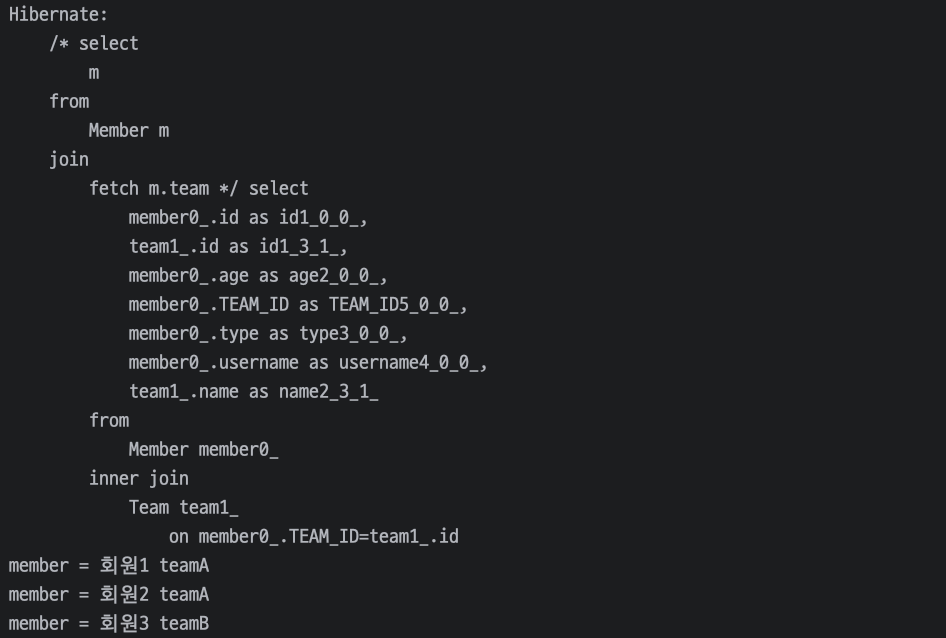 Hibernate:
/* select
m
from
Member m
join
fetch m.team */ select
member0_.id as id1_0_0_,
team1_.id as id1_3_1_,
member0_.age as age2_0_0_,
member0_.TEAM_ID as TEAM_ID5_0_0_,
member0_.type as type3_0_0_,
member0_.username as username4_0_0_,
team1_.name as name2_3_1_
from
Member member0_
inner join
Team team1_
on member0_.TEAM_ID=team1_.id
member = 회원1 teamA
member = 회원2 teamA
member = 회원3 teamB